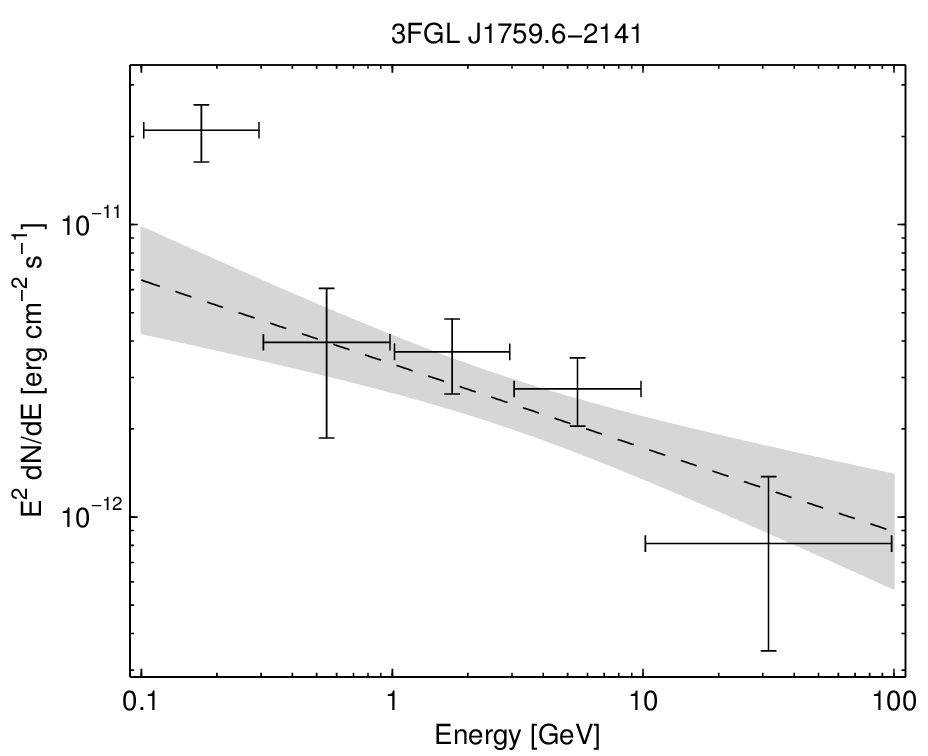 3FGL J1759.6−2141
E² dN/dE [erg cm⁻² s⁻¹]
10⁻¹¹
10⁻¹²
0.1 1 10 100
Energy [GeV]